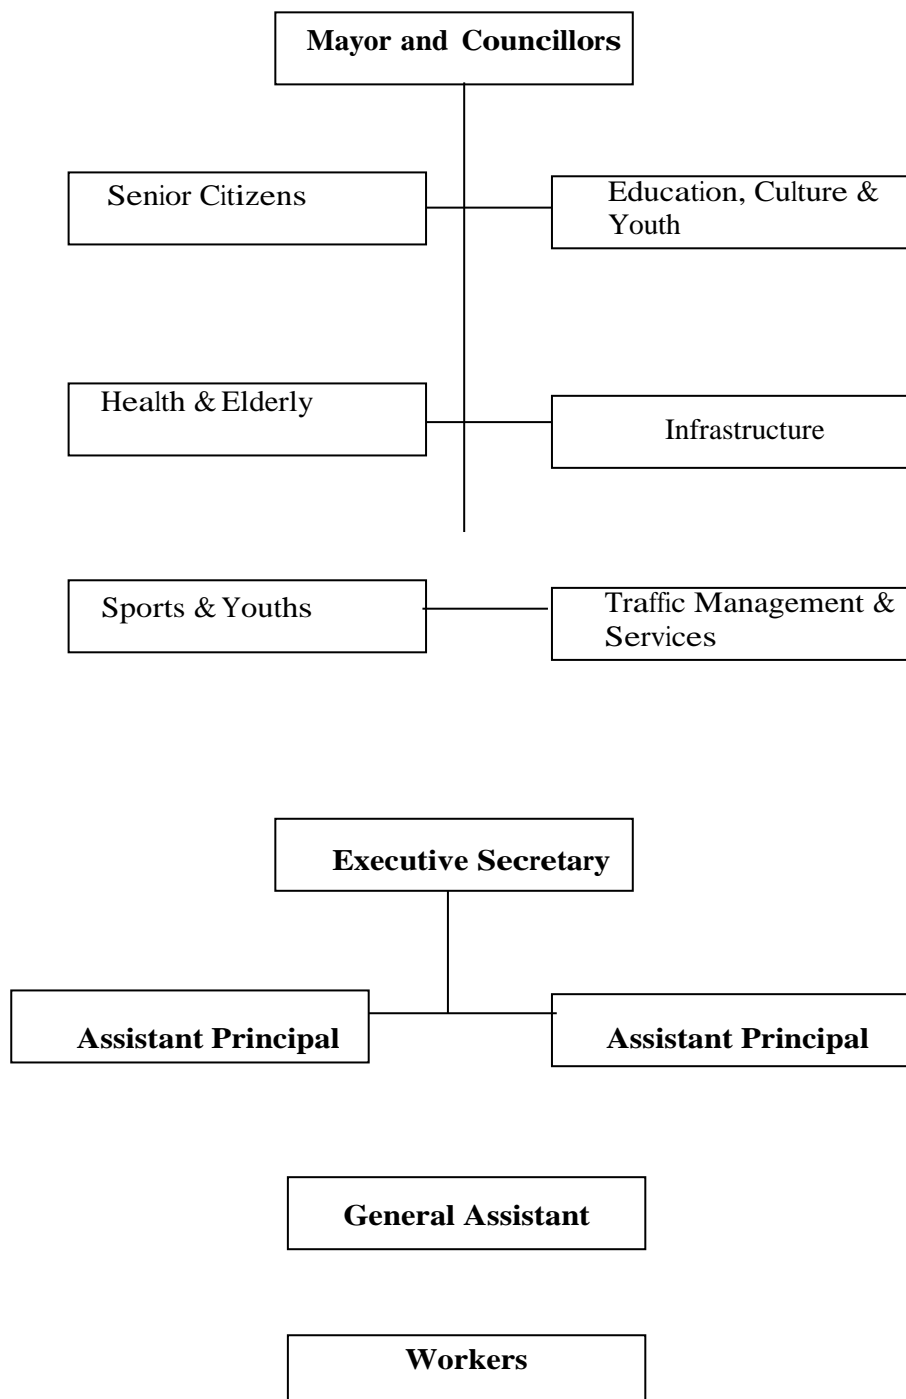 Mayor and Councillors
Senior Citizens
Education, Culture &
Youth
Health & Elderly
Infrastructure
Sports & Youths
Traffic Management &
Services
Executive Secretary
Assistant Principal
Assistant Principal
General Assistant
Workers